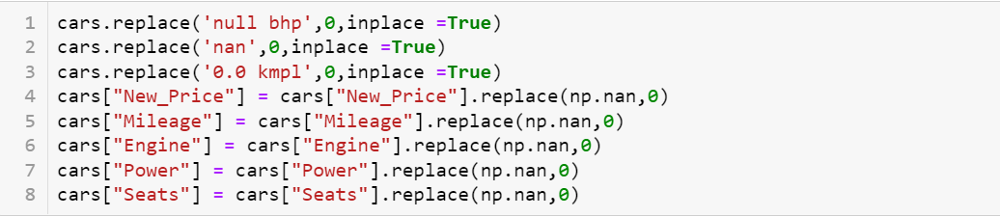 1 cars.replace('null bhp',0,inplace =True)
2 cars.replace('nan',0,inplace =True)
3 cars.replace('0.0 kmpl',0,inplace =True)
4 cars["New_Price"] = cars["New_Price"].replace(np.nan,0)
5 cars["Mileage"] = cars["Mileage"].replace(np.nan,0)
6 cars["Engine"] = cars["Engine"].replace(np.nan,0)
7 cars["Power"] = cars["Power"].replace(np.nan,0)
8 cars["Seats"] = cars["Seats"].replace(np.nan,0)